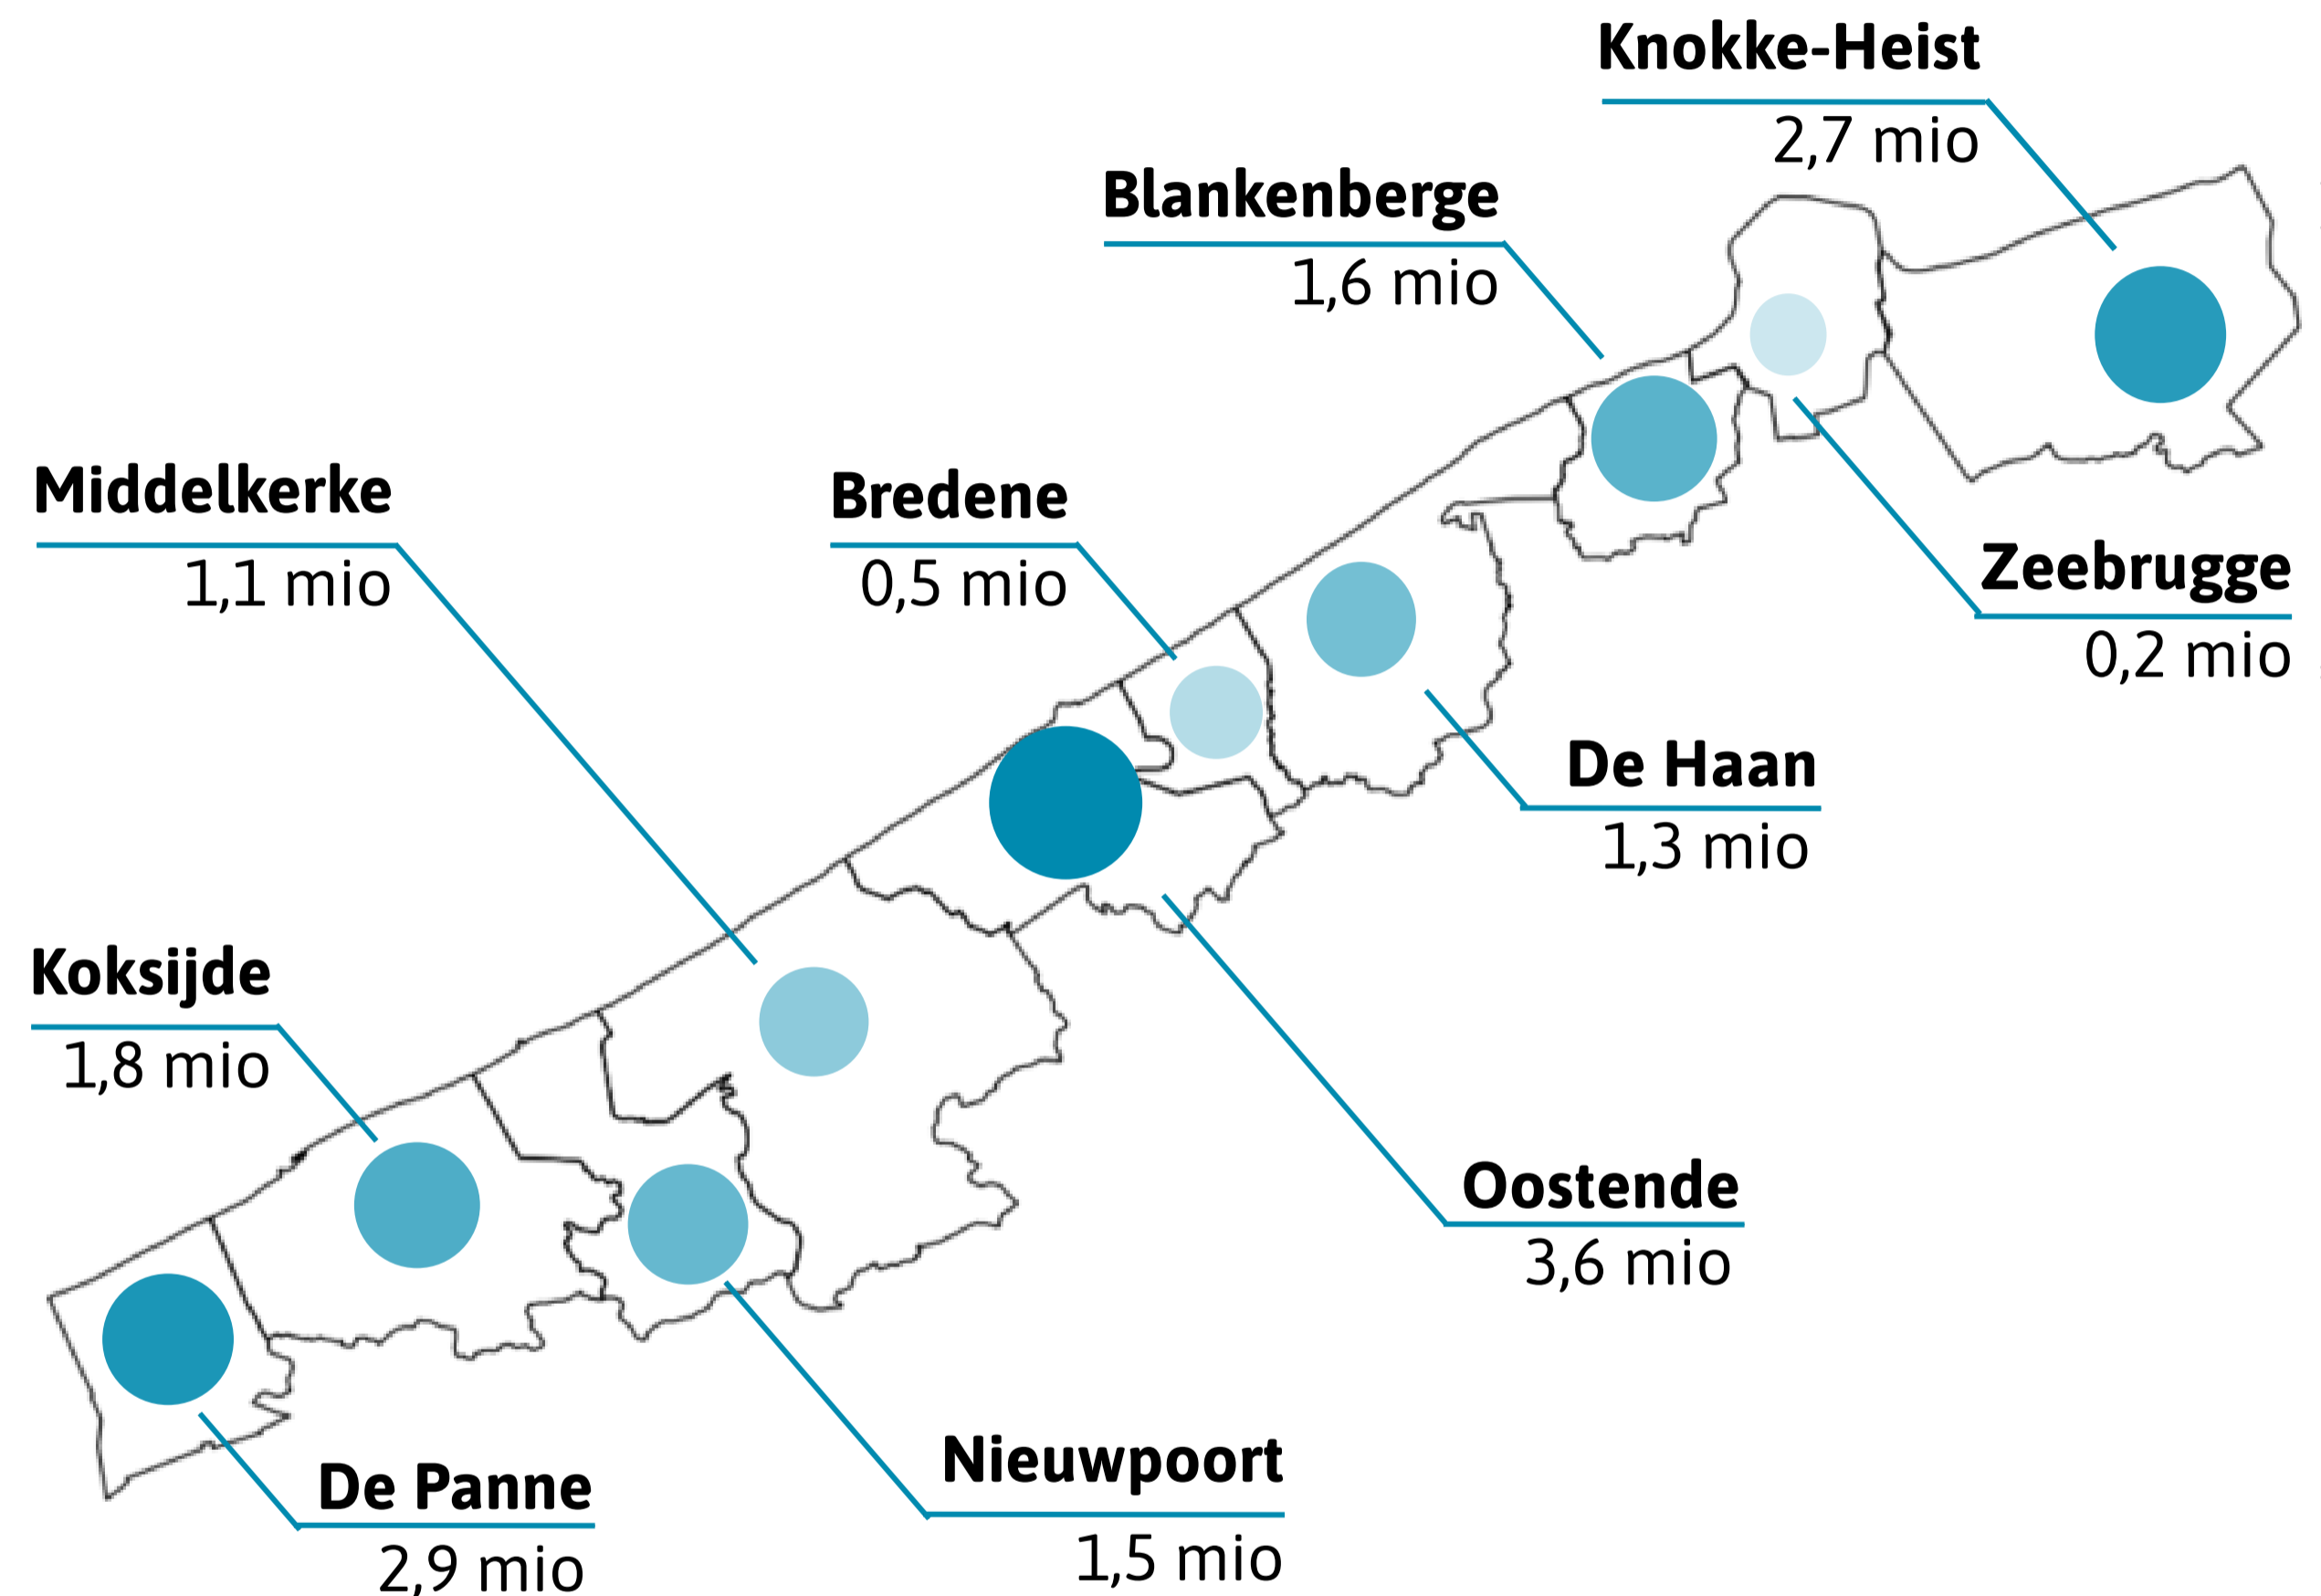 Knokke-Heist
2,7 mio
Blankenberge
1,6 mio
Middelkerke
1,1 mio
Bredene
0,5 mio
Zeebrugge
0,2 mio
De Haan
1,3 mio
Koksijde
1,8 mio
Oostende
3,6 mio
Nieuwpoort
1,5 mio
De Panne
2,9 mio